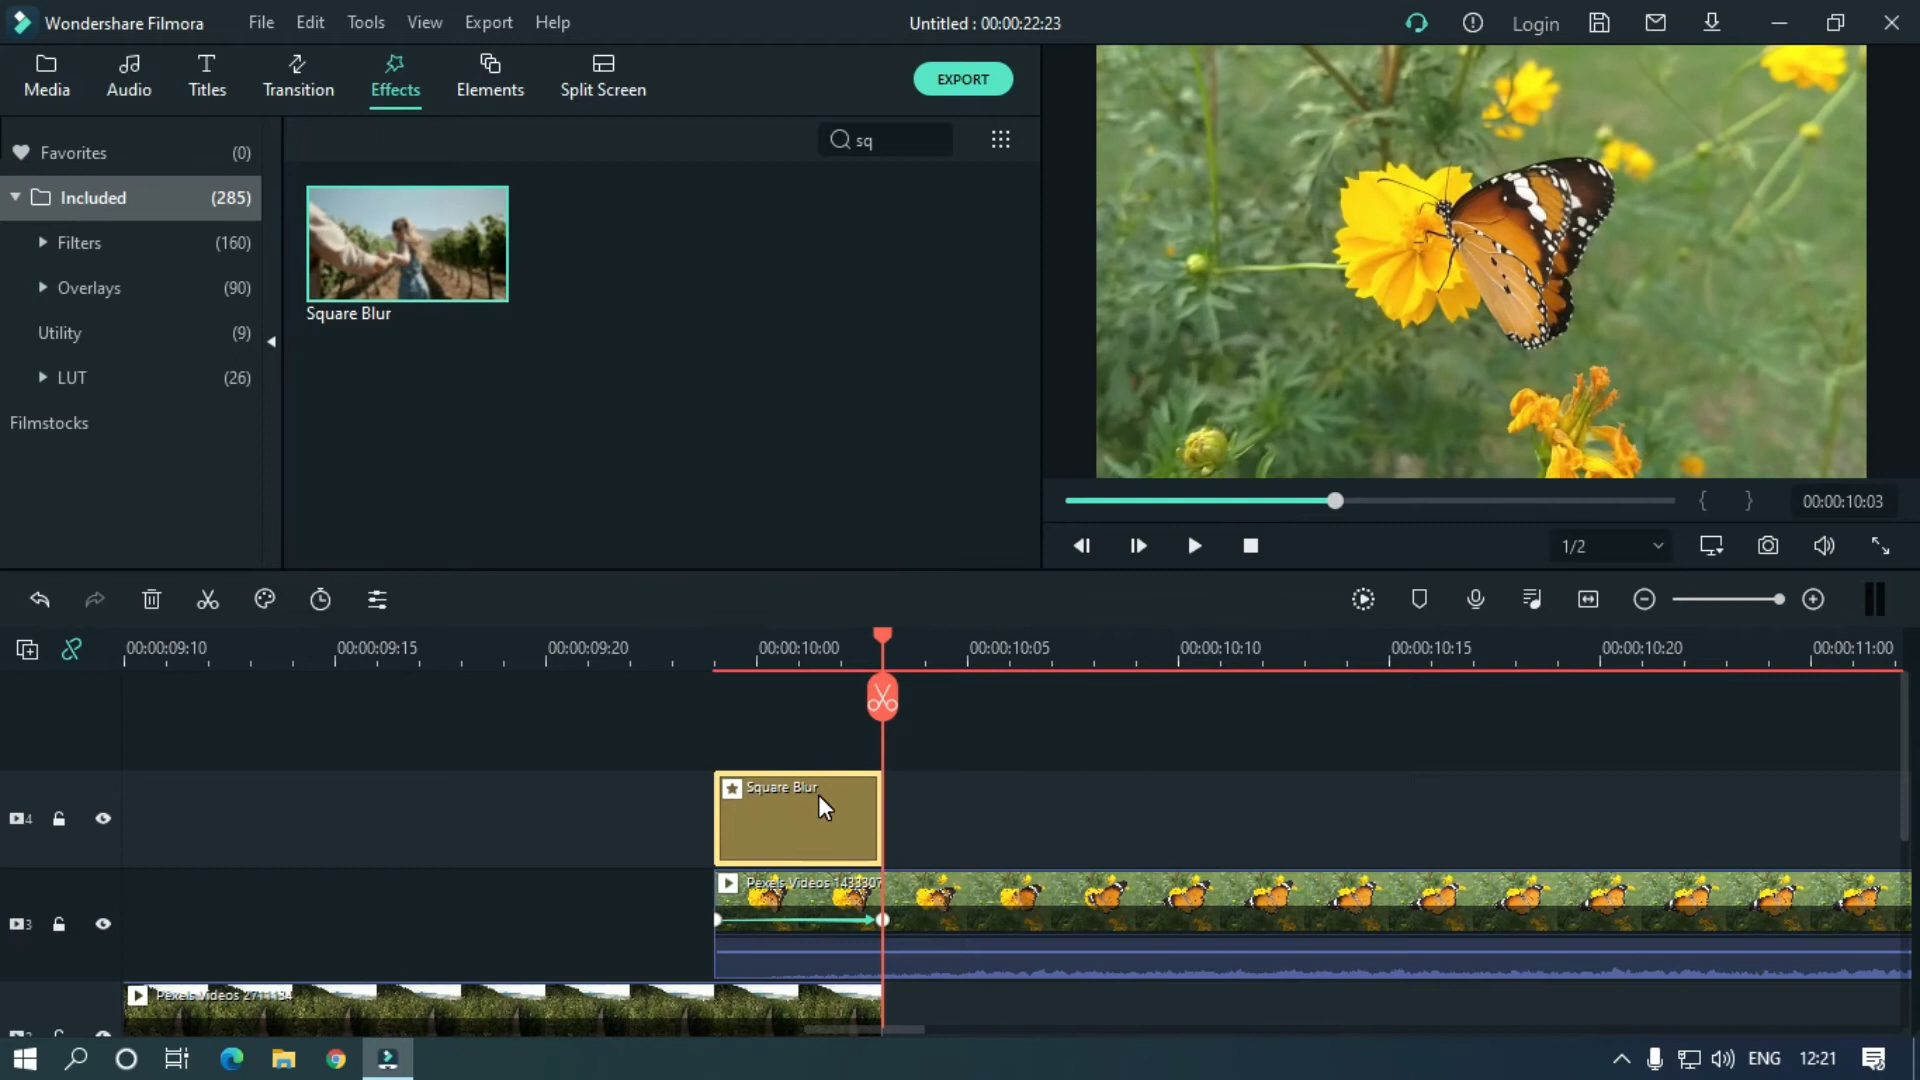 Wondershare Filmora
File Edit Tools View Export Help
Untitled : 00:00:22:23
Login
Media Audio Titles Transition Effects Elements Split Screen
EXPORT
Favorites (0)
Included (285)
Filters (160)
Overlays (90)
Utility (9)
LUT (26)
Filmstocks
sq
Square Blur
{ } 00:00:10:03
1/2
00:00:09:10 00:00:09:15 00:00:09:20 00:00:10:00 00:00:10:05 00:00:10:10 00:00:10:15 00:00:10:20 00:00:11:00
4
Square Blur
3
Pexels Videos 1433307
Pexels Videos 2711134
ENG 12:21